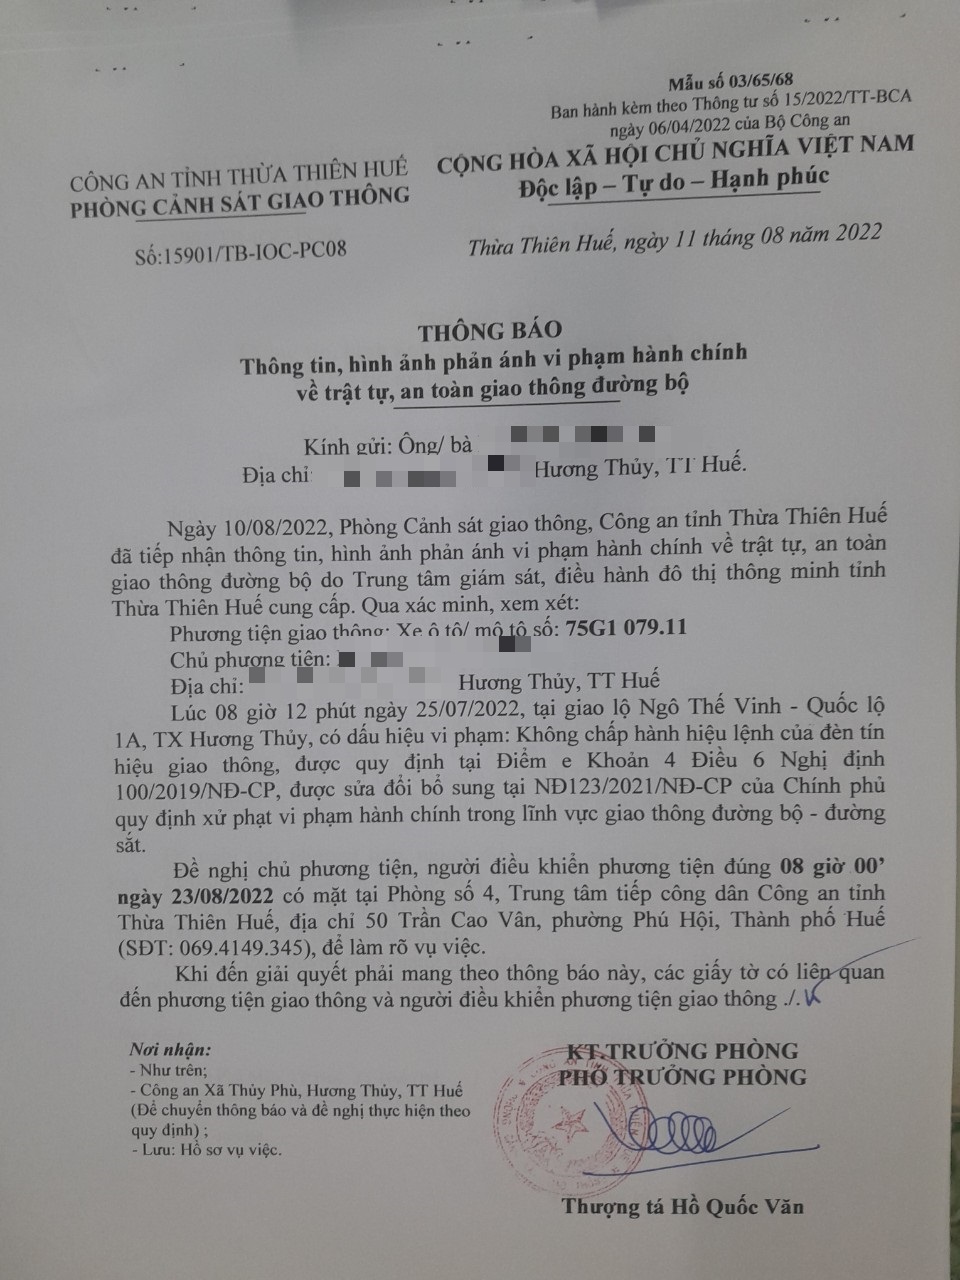 Mẫu số 03/65/68
Ban hành kèm theo Thông tư số 15/2022/TT-BCA
ngày 06/04/2022 của Bộ Công an
CÔNG AN TỈNH THỪA THIÊN HUẾ
PHÒNG CẢNH SÁT GIAO THÔNG
CỘNG HÒA XÃ HỘI CHỦ NGHĨA VIỆT NAM
Độc lập – Tự do – Hạnh phúc
Số:15901/TB-IOC-PC08
Thừa Thiên Huế, ngày 11 tháng 08 năm 2022
THÔNG BÁO
Thông tin, hình ảnh phản ánh vi phạm hành chính
về trật tự, an toàn giao thông đường bộ
Kính gửi: Ông/ bà
Địa chỉ: Hương Thủy, TT Huế.
Ngày 10/08/2022, Phòng Cảnh sát giao thông, Công an tỉnh Thừa Thiên Huế
đã tiếp nhận thông tin, hình ảnh phản ánh vi phạm hành chính về trật tự, an toàn
giao thông đường bộ do Trung tâm giám sát, điều hành đô thị thông minh tỉnh
Thừa Thiên Huế cung cấp. Qua xác minh, xem xét:
Phương tiện giao thông: Xe ô tô/ mô tô số: 75G1 079.11
Chủ phương tiện:
Địa chỉ: Hương Thủy, TT Huế
Lúc 08 giờ 12 phút ngày 25/07/2022, tại giao lộ Ngô Thế Vinh - Quốc lộ
1A, TX Hương Thủy, có dấu hiệu vi phạm: Không chấp hành hiệu lệnh của đèn tín
hiệu giao thông, được quy định tại Điểm e Khoản 4 Điều 6 Nghị định
100/2019/NĐ-CP, được sửa đổi bổ sung tại NĐ123/2021/NĐ-CP của Chính phủ
quy định xử phạt vi phạm hành chính trong lĩnh vực giao thông đường bộ - đường
sắt.
Đề nghị chủ phương tiện, người điều khiển phương tiện đúng 08 giờ 00’
ngày 23/08/2022 có mặt tại Phòng số 4, Trung tâm tiếp công dân Công an tỉnh
Thừa Thiên Huế, địa chỉ 50 Trần Cao Vân, phường Phú Hội, Thành phố Huế
(SĐT: 069.4149.345), để làm rõ vụ việc.
Khi đến giải quyết phải mang theo thông báo này, các giấy tờ có liên quan
đến phương tiện giao thông và người điều khiển phương tiện giao thông ./.
Nơi nhận:
- Như trên;
- Công an Xã Thủy Phù, Hương Thủy, TT Huế
(Để chuyển thông báo và đề nghị thực hiện theo
quy định) ;
- Lưu: Hồ sơ vụ việc.
KT.TRƯỞNG PHÒNG
PHÓ TRƯỞNG PHÒNG
Thượng tá Hồ Quốc Văn